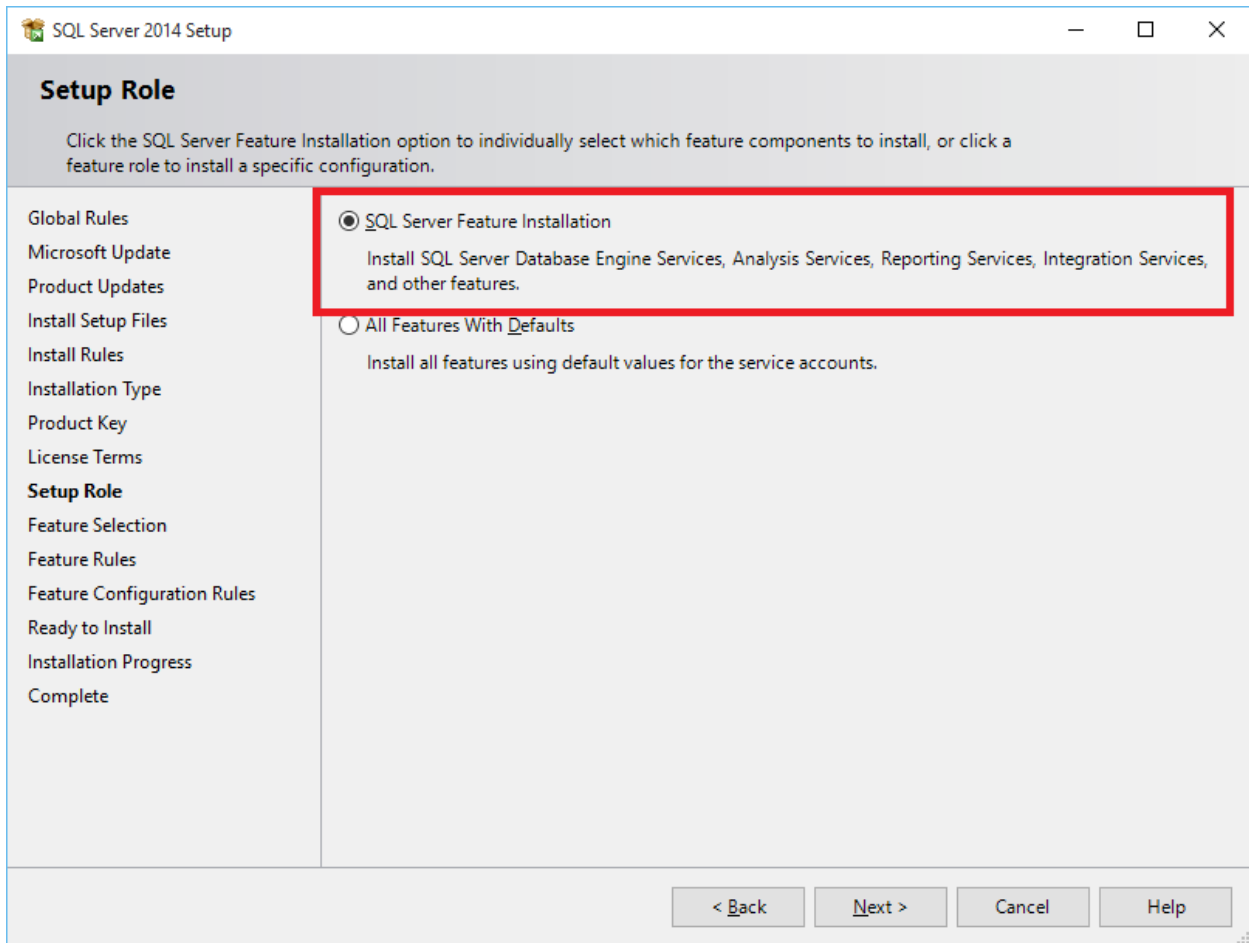 SQL Server 2014 Setup
Setup Role
Click the SQL Server Feature Installation option to individually select which feature components to install, or click a
feature role to install a specific configuration.
Global Rules
Microsoft Update
Product Updates
Install Setup Files
Install Rules
Installation Type
Product Key
License Terms
Setup Role
Feature Selection
Feature Rules
Feature Configuration Rules
Ready to Install
Installation Progress
Complete
SQL Server Feature Installation
Install SQL Server Database Engine Services, Analysis Services, Reporting Services, Integration Services,
and other features.
All Features With Defaults
Install all features using default values for the service accounts.
< Back
Next >
Cancel
Help